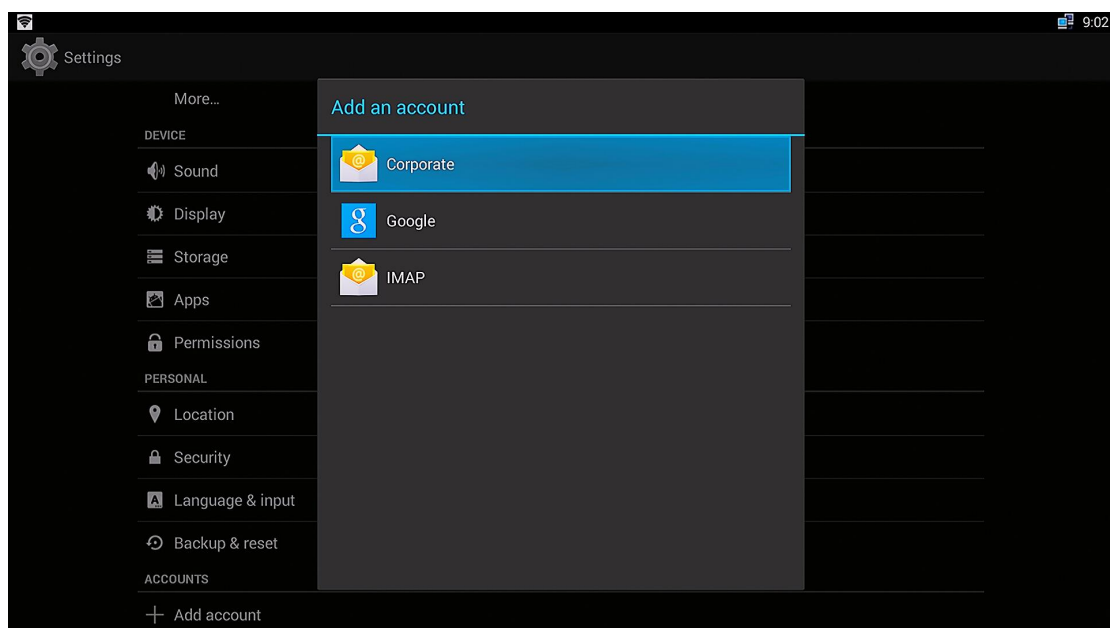 9:02
Settings
More...
DEVICE
Sound
Display
Storage
Apps
Permissions
PERSONAL
Location
Security
Language & input
Backup & reset
ACCOUNTS
Add account
Add an account
Corporate
Google
IMAP